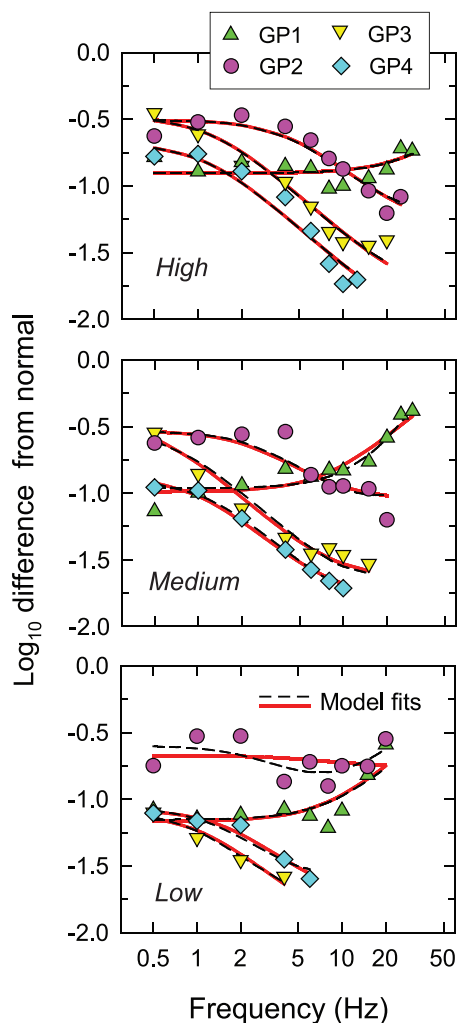 GP1 GP3
GP2 GP4
0.0
-0.5
-1.0
-1.5
-2.0
High
0.0
-0.5
-1.0
-1.5
-2.0
Medium
Log10 difference from normal
0.0
-0.5
-1.0
-1.5
-2.0
Model fits
Low
0.5 1 2 5 10 20 50
Frequency (Hz)